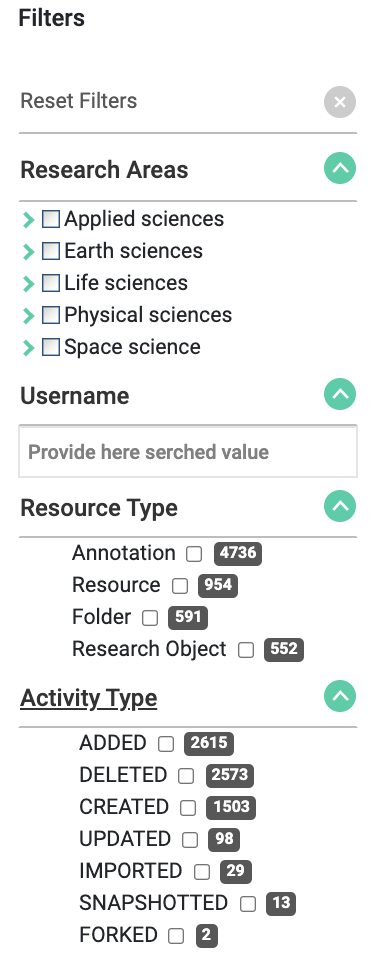 Filters
Reset Filters
Research Areas
Applied sciences
Earth sciences
Life sciences
Physical sciences
Space science
Username
Provide here serched value
Resource Type
Annotation 4736
Resource 954
Folder 591
Research Object 552
Activity Type
ADDED 2615
DELETED 2573
CREATED 1503
UPDATED 98
IMPORTED 29
SNAPSHOTTED 13
FORKED 2